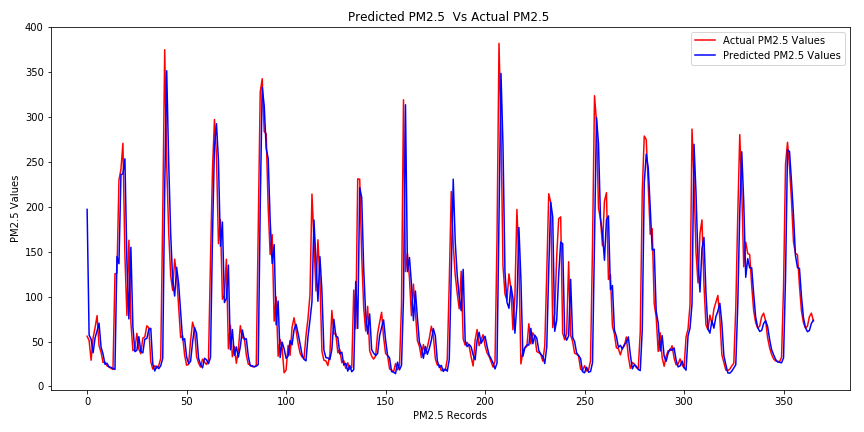 Predicted PM2.5  Vs Actual PM2.5
Actual PM2.5 Values
Predicted PM2.5 Values
PM2.5 Values
400
350
300
250
200
150
100
50
0
0 50 100 150 200 250 300 350
PM2.5 Records